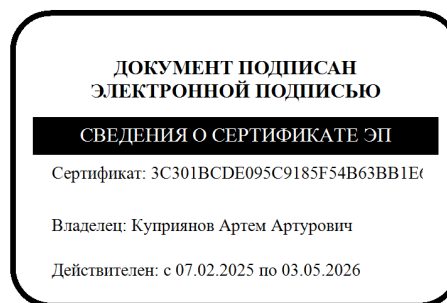 ДОКУМЕНТ ПОДПИСАН
ЭЛЕКТРОННОЙ ПОДПИСЬЮ
СВЕДЕНИЯ О СЕРТИФИКАТЕ ЭП
Сертификат: 3C301BCDE095C9185F54B63BB1E6
Владелец: Куприянов Артем Артурович
Действителен: с 07.02.2025 по 03.05.2026